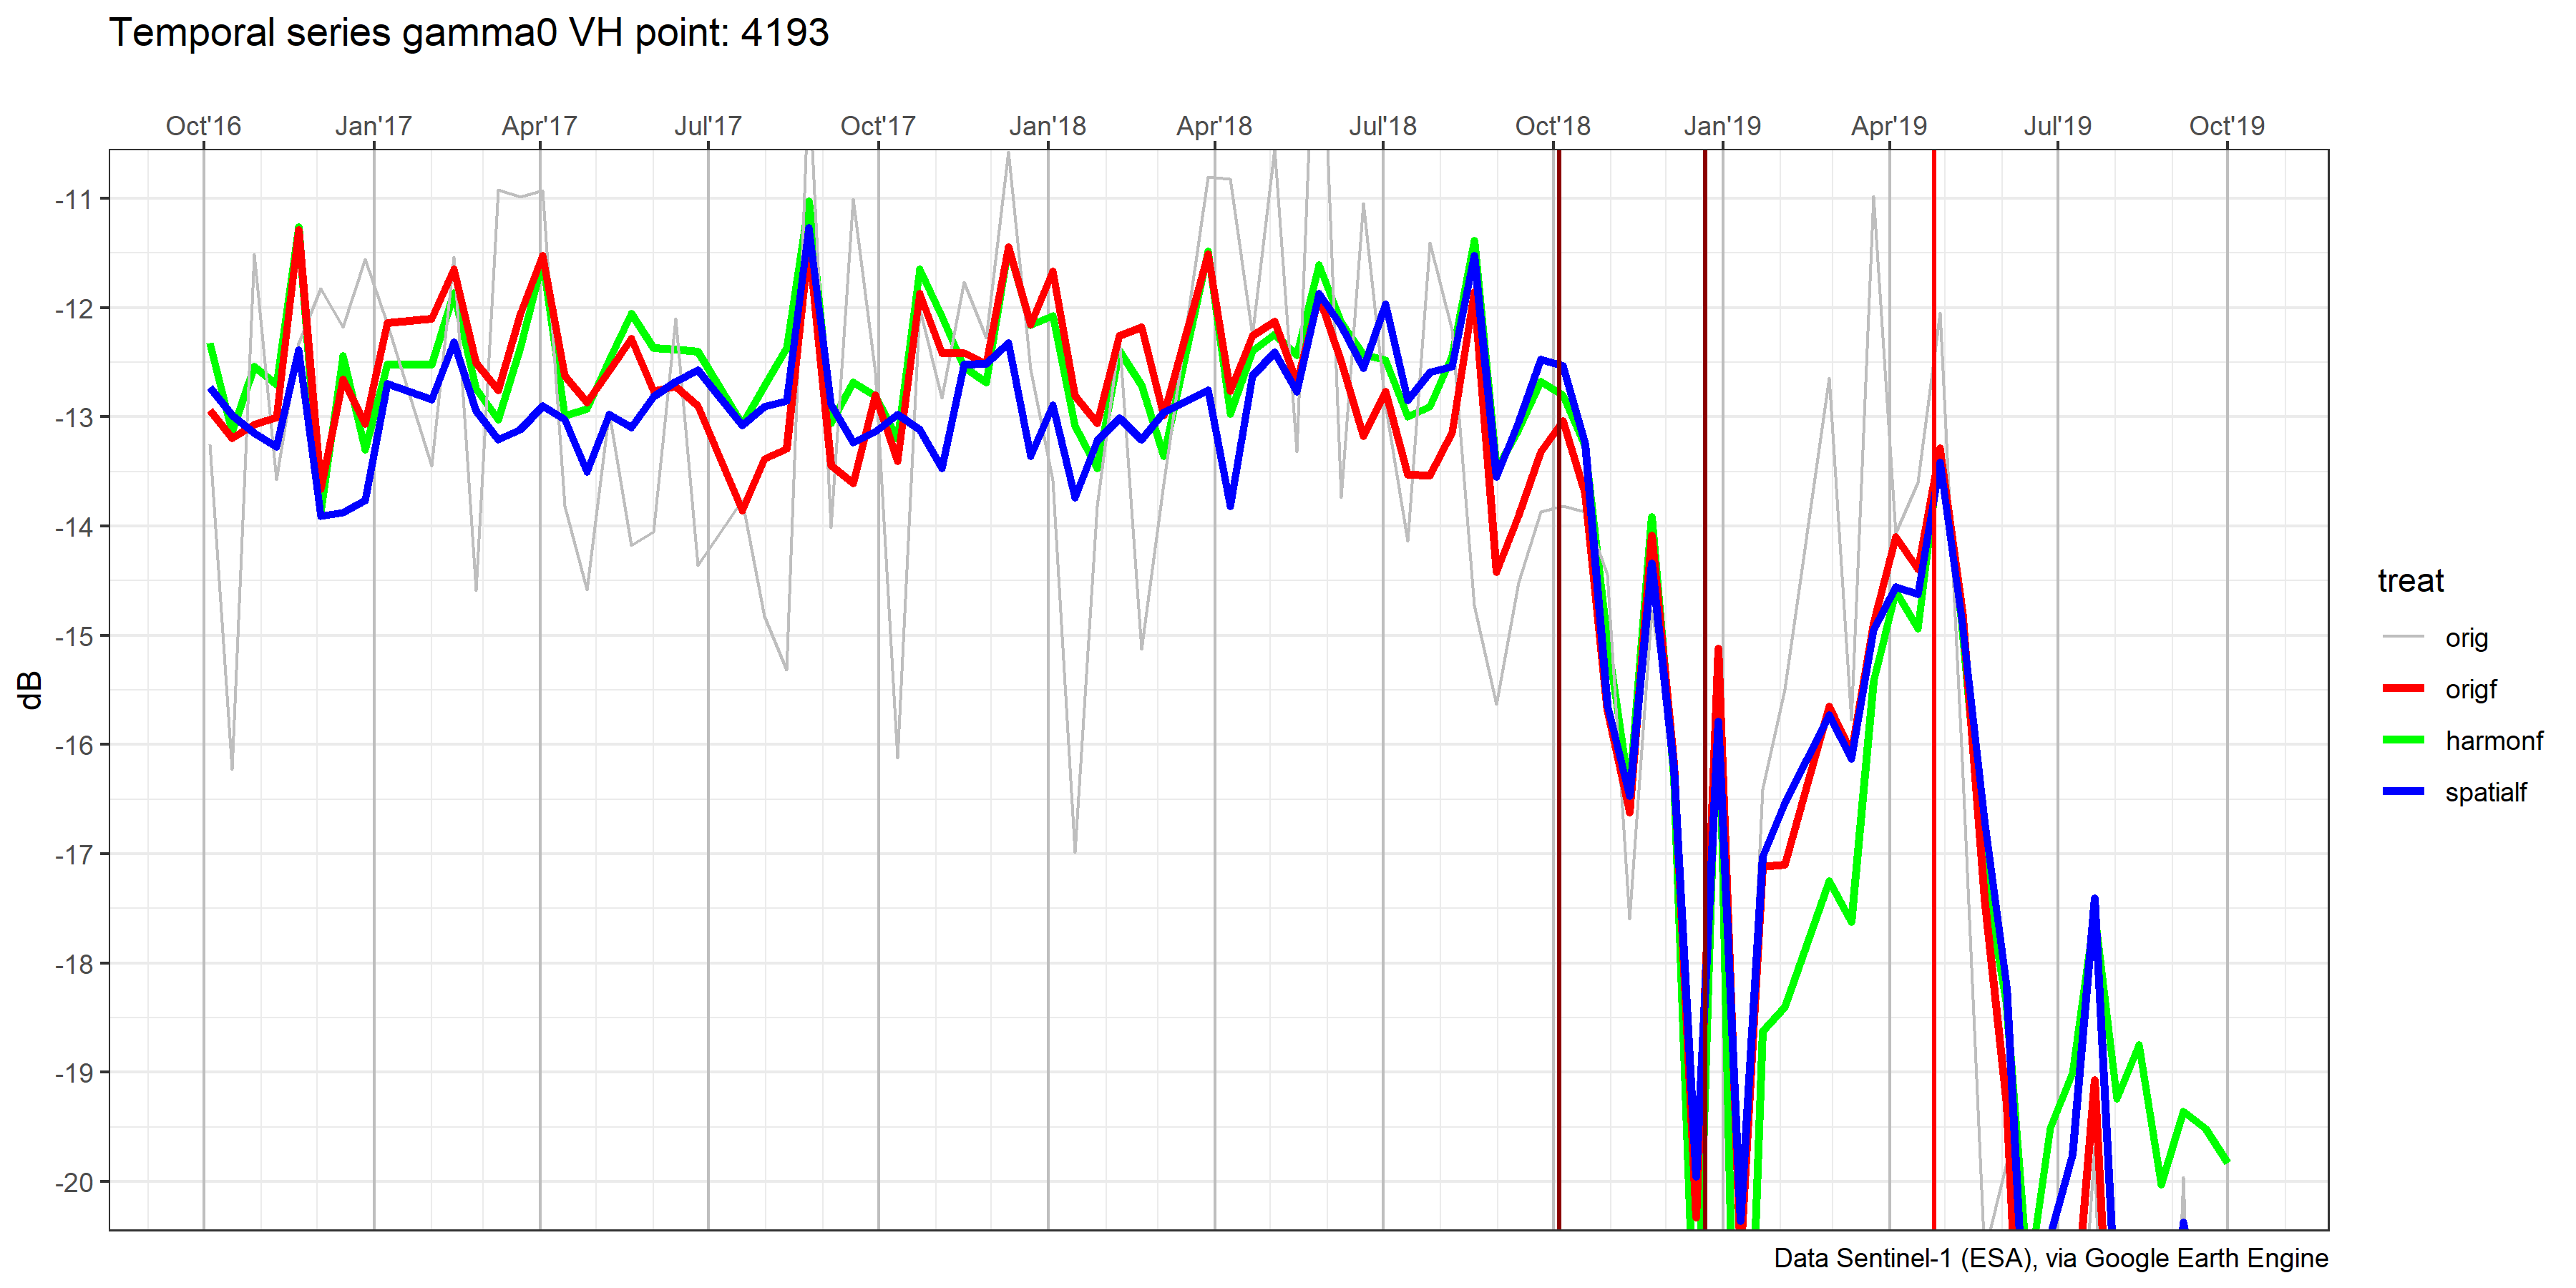 Temporal series gamma0 VH point: 4193
Oct'16 Jan'17 Apr'17 Jul'17 Oct'17 Jan'18 Apr'18 Jul'18 Oct'18 Jan'19 Apr'19 Jul'19 Oct'19
-11
-12
-13
-14
-15
-16
-17
-18
-19
-20
dB
treat
orig
origf
harmonf
spatialf
Data Sentinel-1 (ESA), via Google Earth Engine